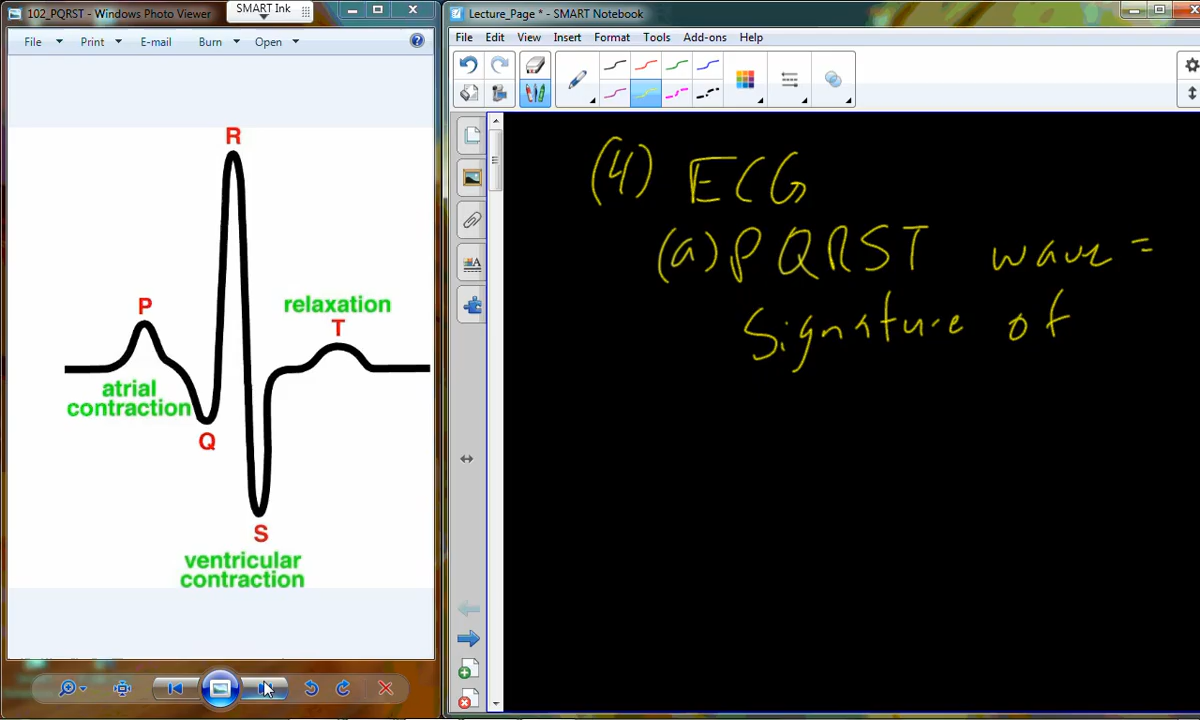 102_PQRST - Windows Photo Viewer
SMART Ink
File Print E-mail Burn Open
R
P
relaxation
T
atrial
contraction
Q
S
ventricular
contraction
Lecture_Page * - SMART Notebook
File Edit View Insert Format Tools Add-ons Help
(4) ECG
(a) PQRST wave =
Signature of